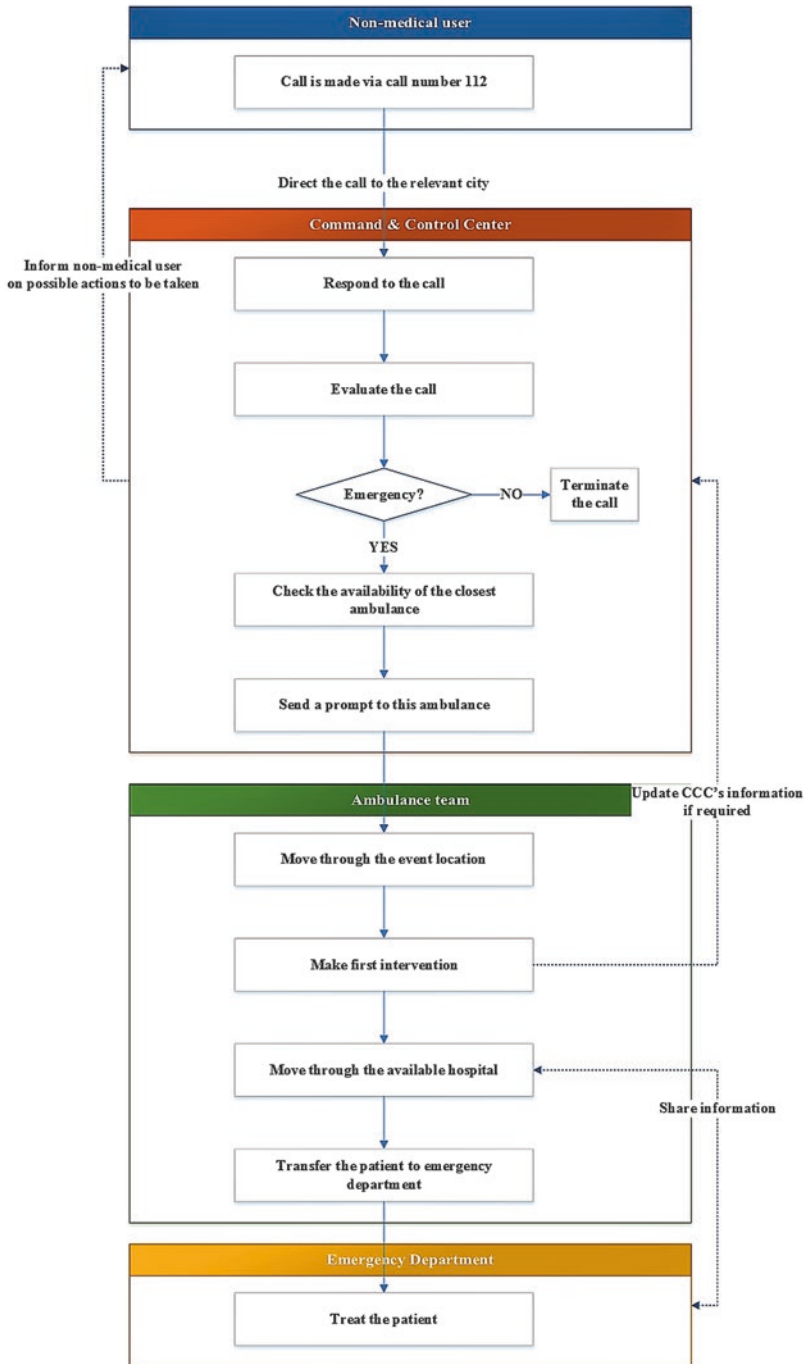 Non-medical user
Call is made via call number 112
Direct the call to the relevant city
Command & Control Center
Inform non-medical user
on possible actions to be taken
Respond to the call
Evaluate the call
Emergency?
NO
Terminate
the call
YES
Check the availability of the closest
ambulance
Send a prompt to this ambulance
Ambulance team
Update CCC's information
if required
Move through the event location
Make first intervention
Move through the available hospital
Share information
Transfer the patient to emergency
department
Emergency Department
Treat the patient